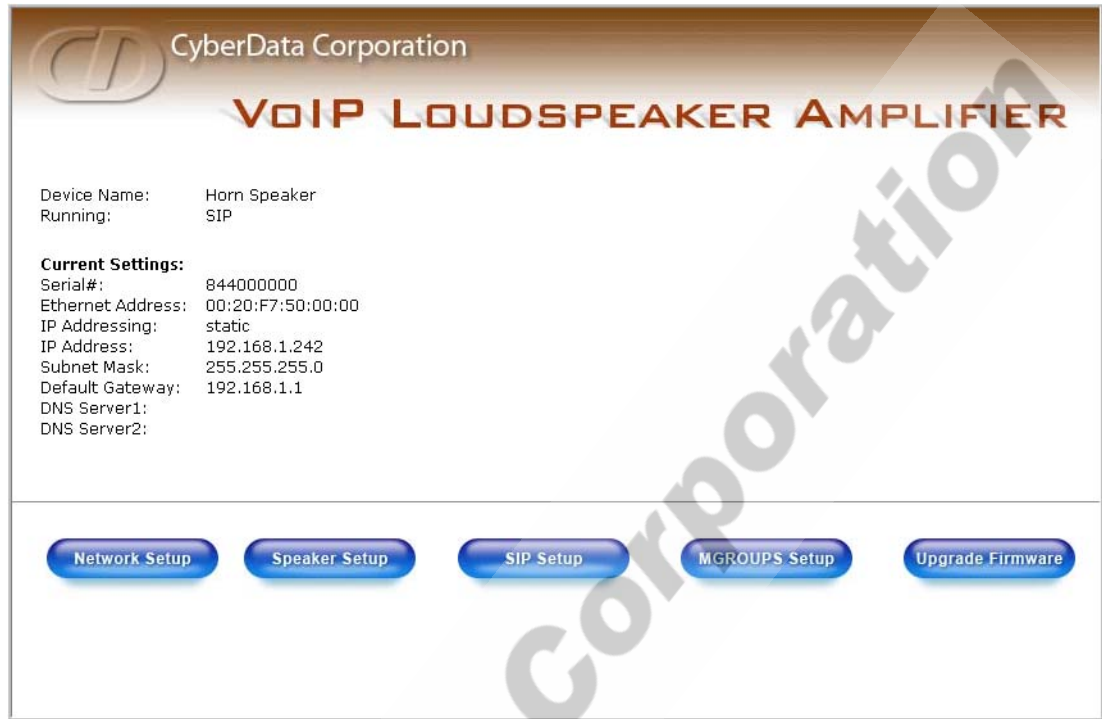 CD CyberData Corporation
VoIP Loudspeaker Amplifier
Device Name: Horn Speaker
Running: SIP
Current Settings:
Serial#: 844000000
Ethernet Address: 00:20:F7:50:00:00
IP Addressing: static
IP Address: 192.168.1.242
Subnet Mask: 255.255.255.0
Default Gateway: 192.168.1.1
DNS Server1:
DNS Server2:
Network Setup Speaker Setup SIP Setup MGROUPS Setup Upgrade Firmware
Corporation